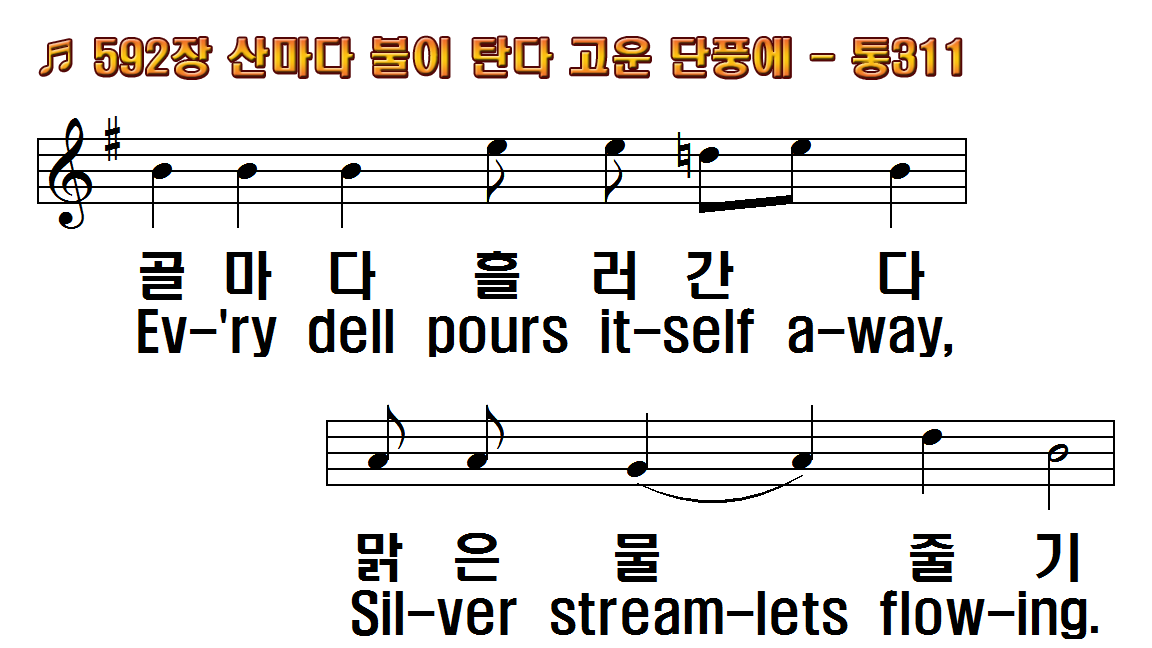 592장 산마다 불이 탄다 고운 단풍에 - 통311
골 마 다 흘 러 간 다
Ev-'ry dell pours it-self a-way,
맑 은 물 줄 기
Sil-ver stream-lets flow-ing.